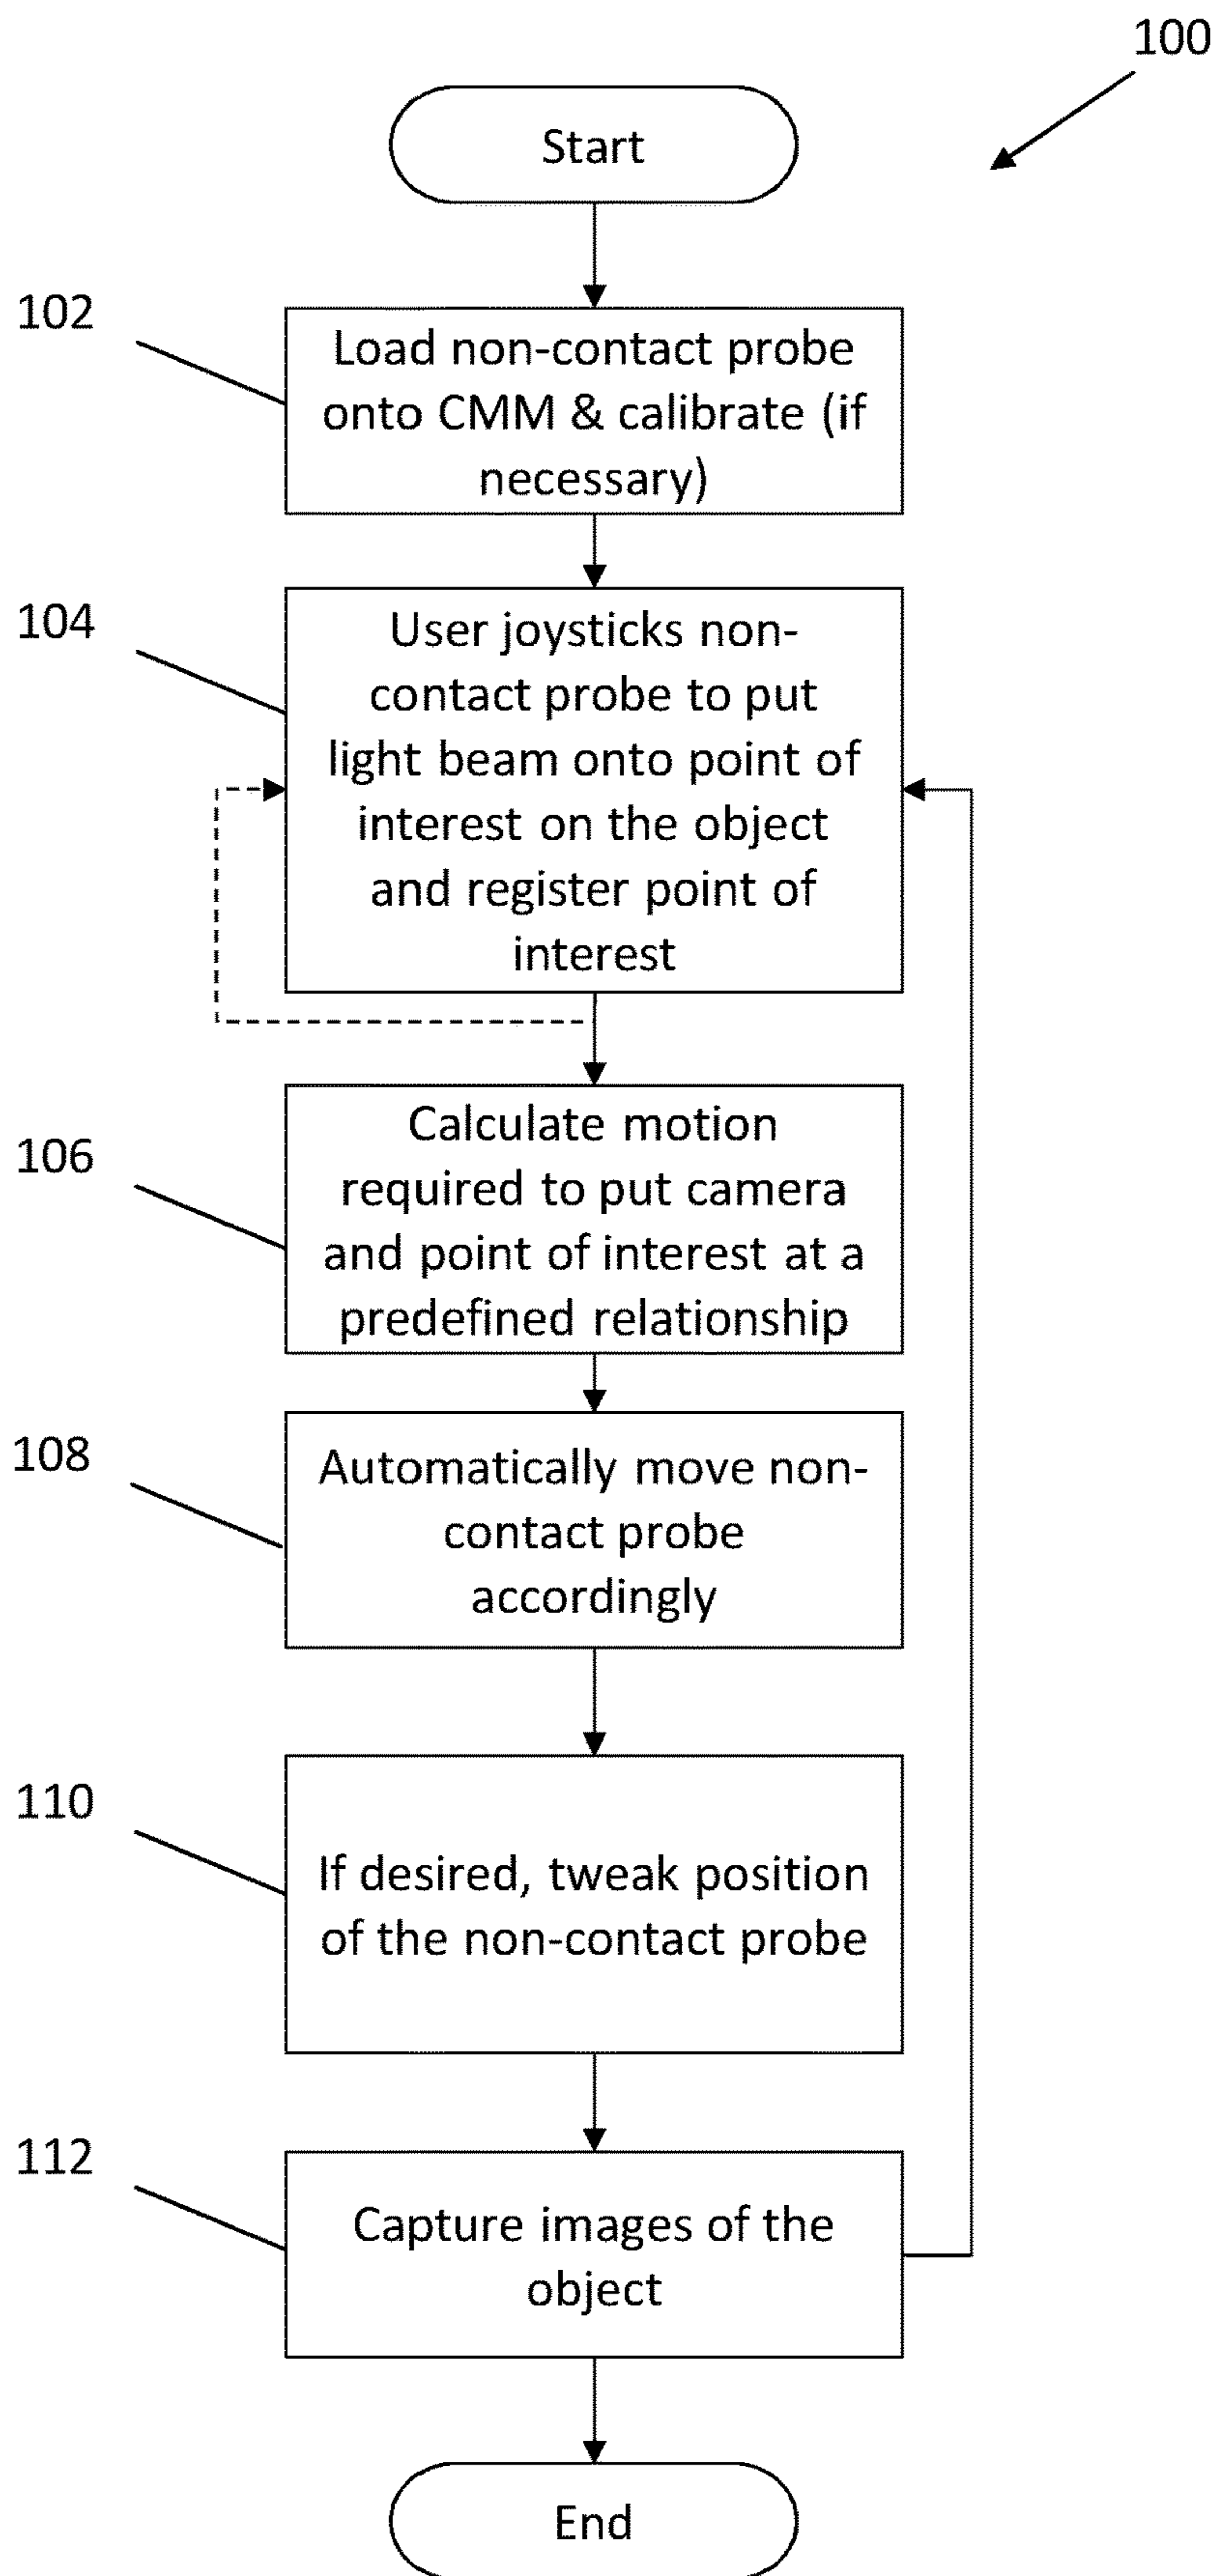 100
Start
102
Load non-contact probe
onto CMM & calibrate (if
necessary)
104
User joysticks non-
contact probe to put
light beam onto point of
interest on the object
and register point of
interest
106
Calculate motion
required to put camera
and point of interest at a
predefined relationship
108
Automatically move non-
contact probe
accordingly
110
If desired, tweak position
of the non-contact probe
112
Capture images of the
object
End